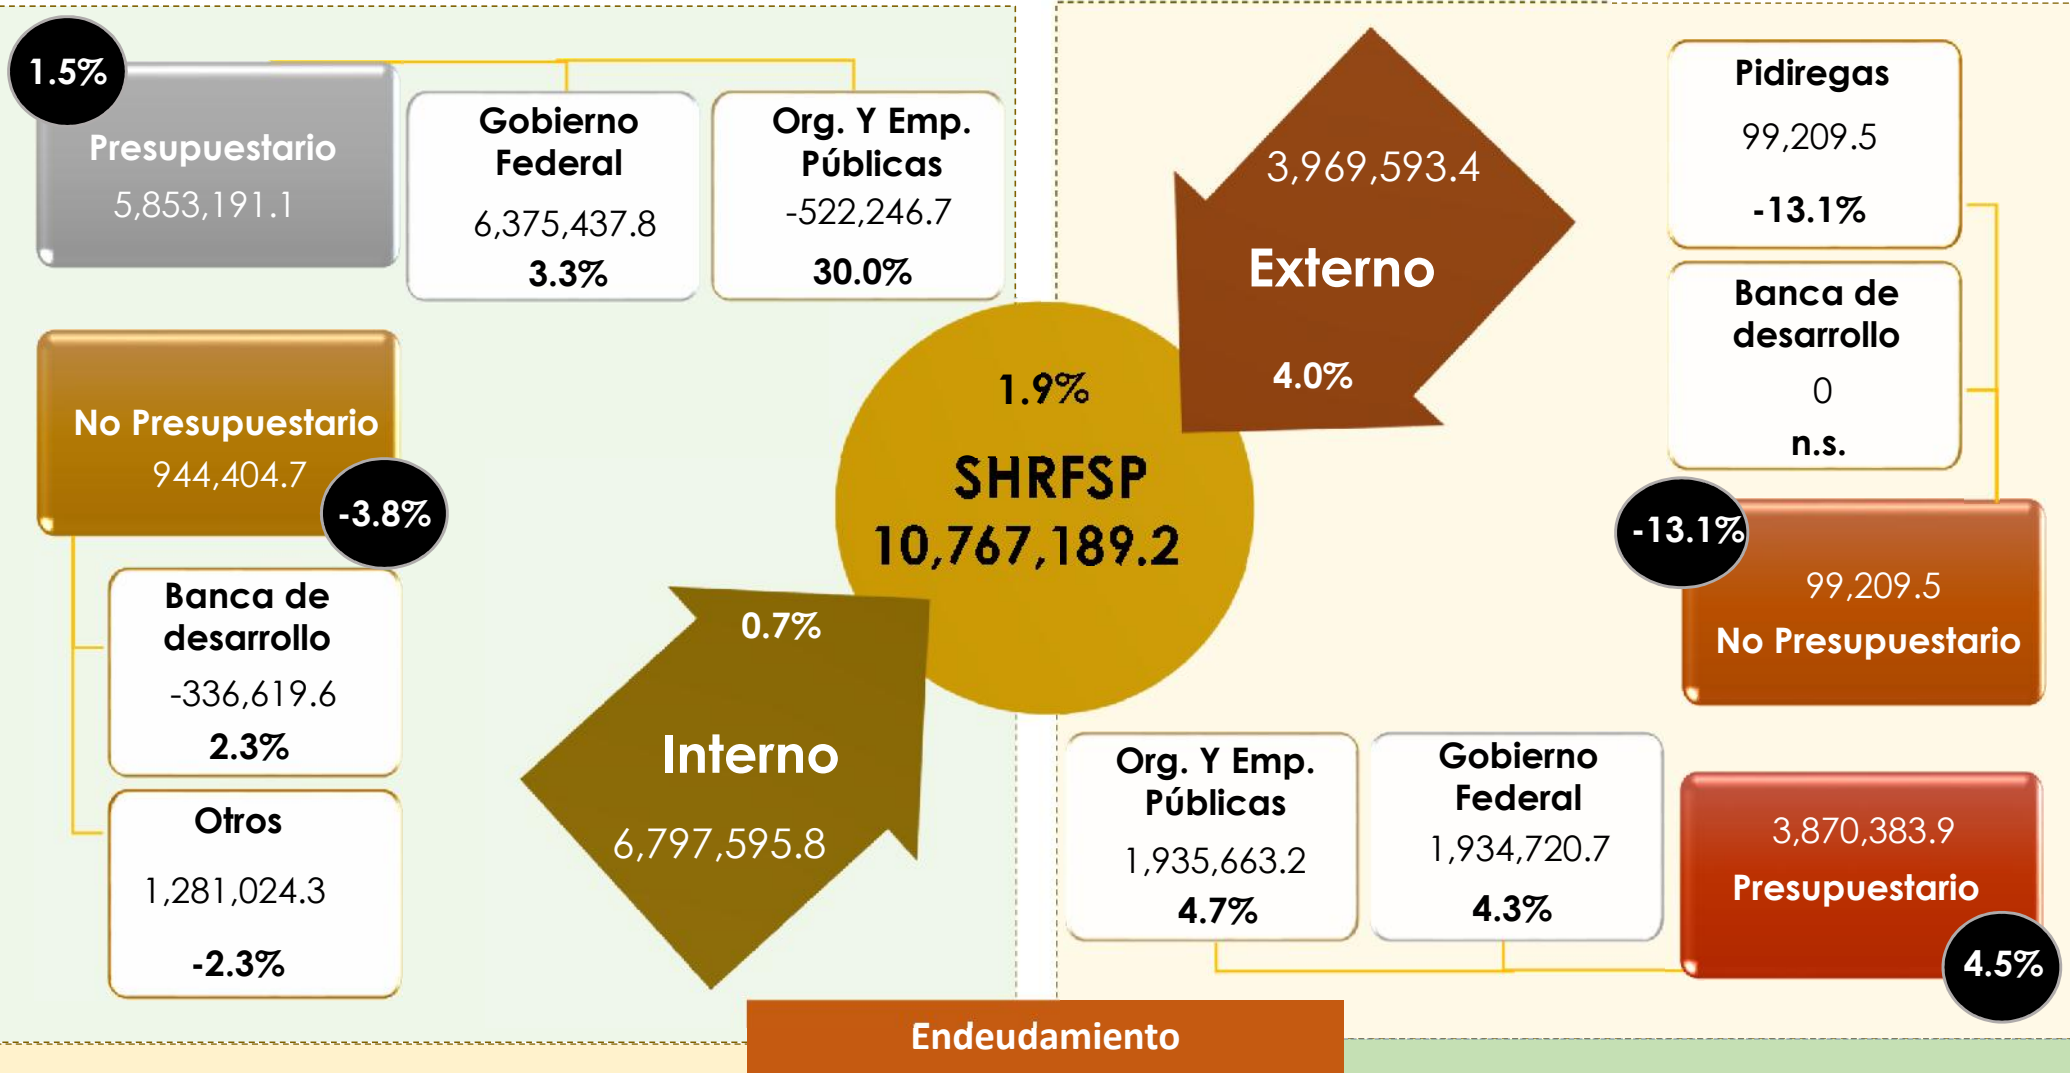 1.5%
Presupuestario
5,853,191.1
Gobierno
Federal
6,375,437.8
3.3%
Org. Y Emp.
Públicas
-522,246.7
30.0%
No Presupuestario
944,404.7
-3.8%
Banca de
desarrollo
-336,619.6
2.3%
Otros
1,281,024.3
-2.3%
0.7%
Interno
6,797,595.8
1.9%
SHRFSP
10,767,189.2
3,969,593.4
Externo
4.0%
Pidiregas
99,209.5
-13.1%
Banca de
desarrollo
0
n.s.
-13.1%
99,209.5
No Presupuestario
Org. Y Emp.
Públicas
1,935,663.2
4.7%
Gobierno
Federal
1,934,720.7
4.3%
3,870,383.9
Presupuestario
4.5%
Endeudamiento